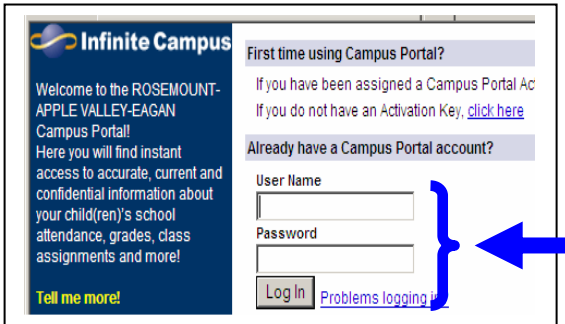 Infinite Campus
Welcome to the ROSEMOUNT-
APPLE VALLEY-EAGAN
Campus Portal!
Here you will find instant
access to accurate, current and
confidential information about
your child(ren)'s school
attendance, grades, class
assignments and more!
Tell me more!
First time using Campus Portal?
If you have been assigned a Campus Portal
If you do not have an Activation Key, click here
Already have a Campus Portal account?
User Name
Password
Log In Problems logging